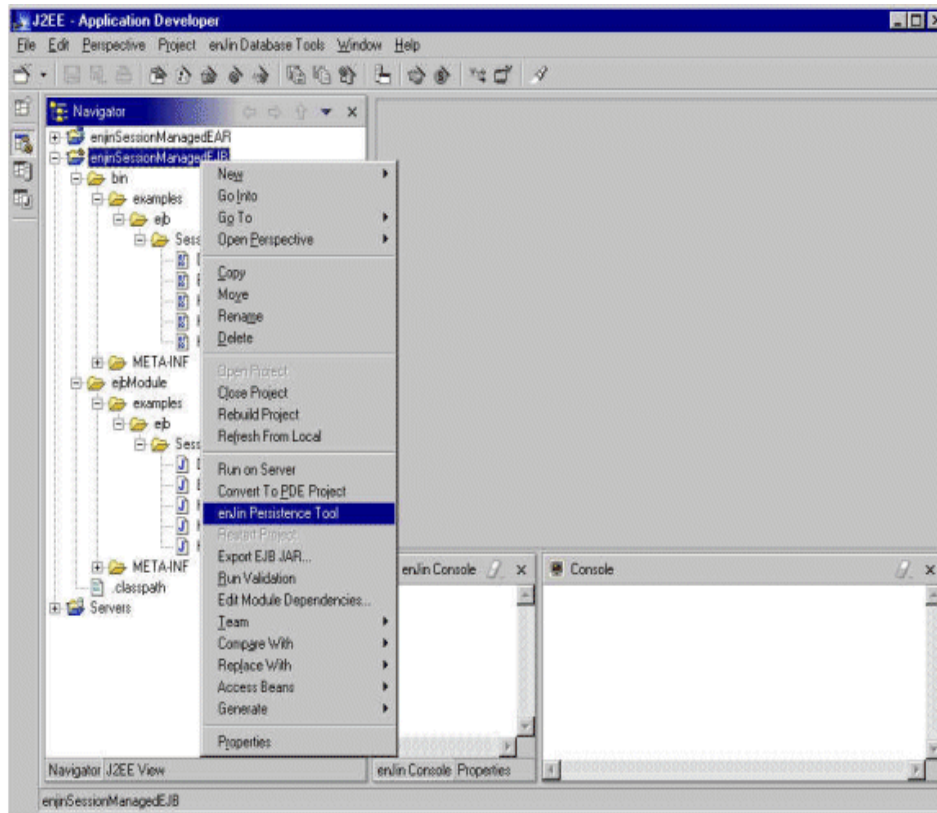 J2EE - Application Developer
File Edit Perspective Project enJin Database Tools Window Help
Navigator
enjinSessionManagedEAR
enjinSessionManagedEJB
bin
examples
ejb
Sess
META-INF
ejbModule
examples
ejb
Sess
META-INF
.classpath
Servers
New
Go Into
Go To
Open Perspective
Copy
Move
Rename
Delete
Open Project
Close Project
Rebuild Project
Refresh From Local
Run on Server
Convert To PDE Project
enJin Persistence Tool
Restart Project
Export EJB JAR...
Run Validation
Edit Module Dependencies...
Team
Compare With
Replace With
Access Beans
Generate
Properties
enJin Console
Console
Navigator J2EE View
enJin Console Properties
enjinSessionManagedEJB